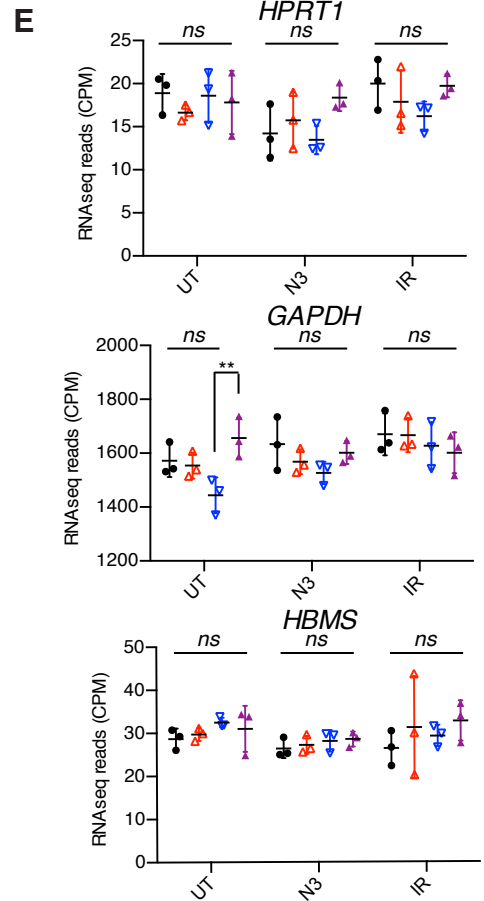 E
HPRT1
ns ns ns
25
20
15
10
5
0
RNAseq reads (CPM)
UT N3 IR
GAPDH
ns ns ns
**
2000
1800
1600
1400
1200
RNAseq reads (CPM)
UT N3 IR
HBMS
ns ns ns
50
40
30
20
10
0
RNAseq reads (CPM)
UT N3 IR